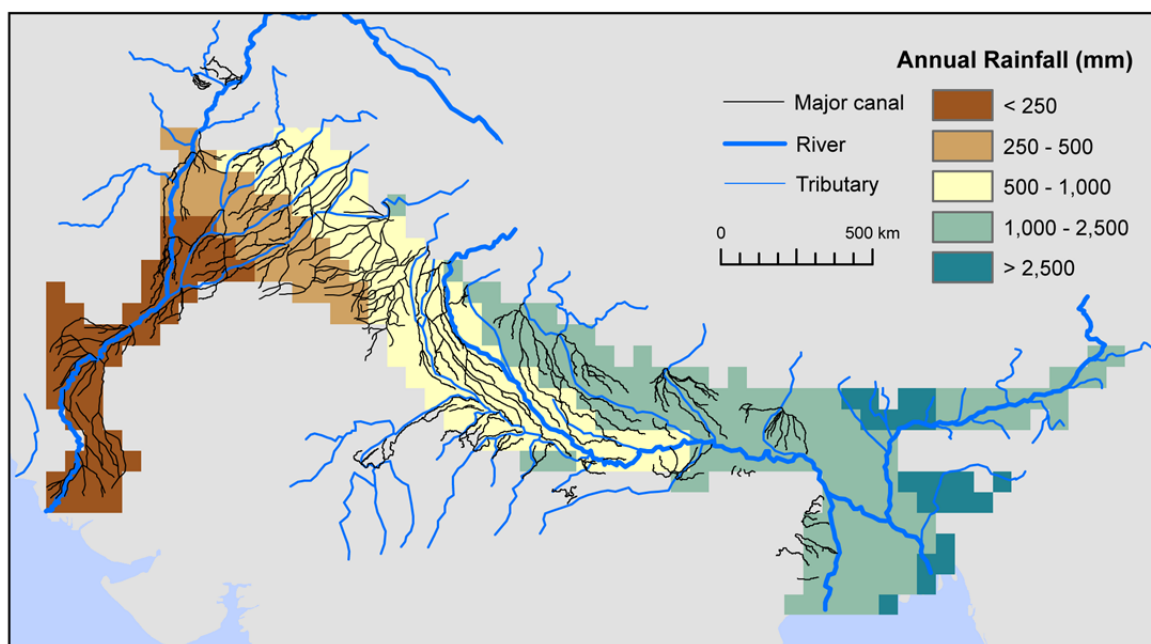 Annual Rainfall (mm)
Major canal
River
Tributary
0 500 km
< 250
250 - 500
500 - 1,000
1,000 - 2,500
> 2,500